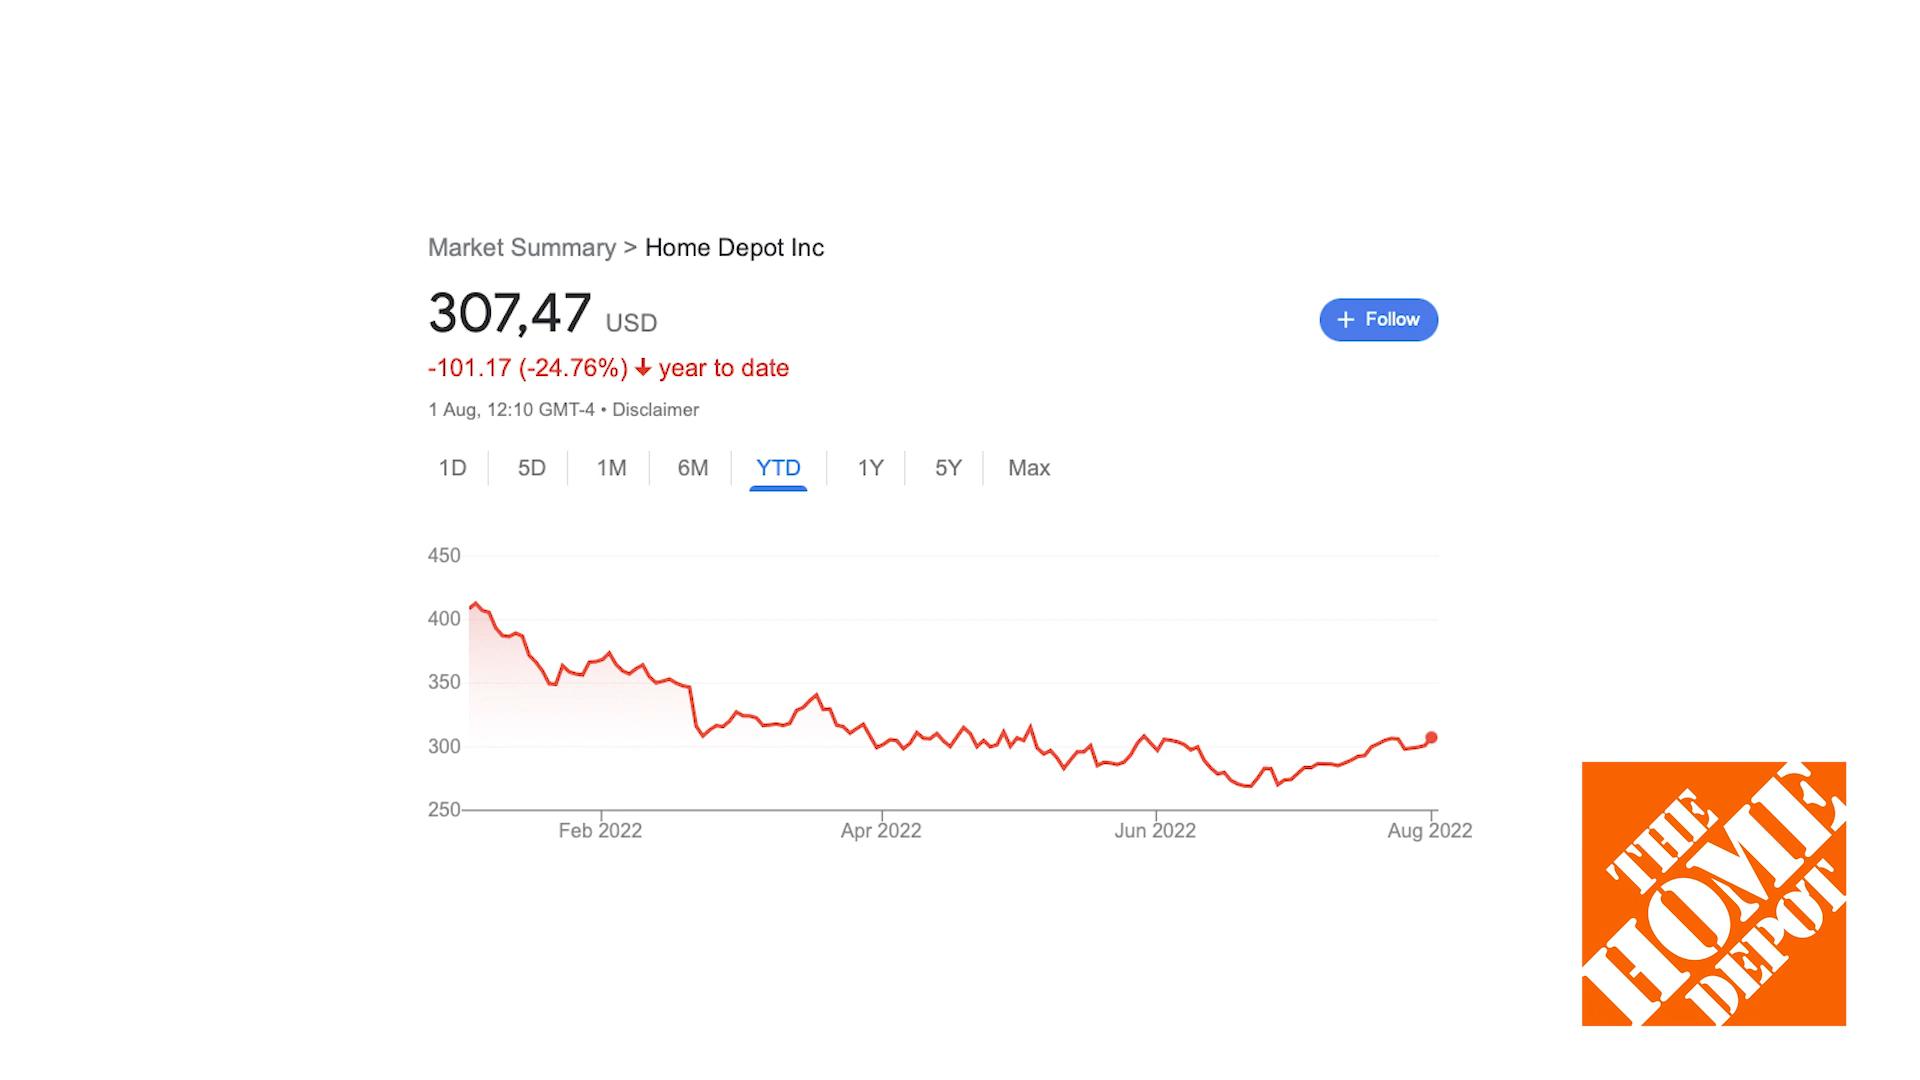 Market Summary > Home Depot Inc
307,47 USD
+ Follow
-101.17 (-24.76%) ↓ year to date
1 Aug, 12:10 GMT-4 • Disclaimer
1D 5D 1M 6M YTD 1Y 5Y Max
450
400
350
300
250
Feb 2022 Apr 2022 Jun 2022 Aug 2022
THE
HOME
DEPOT